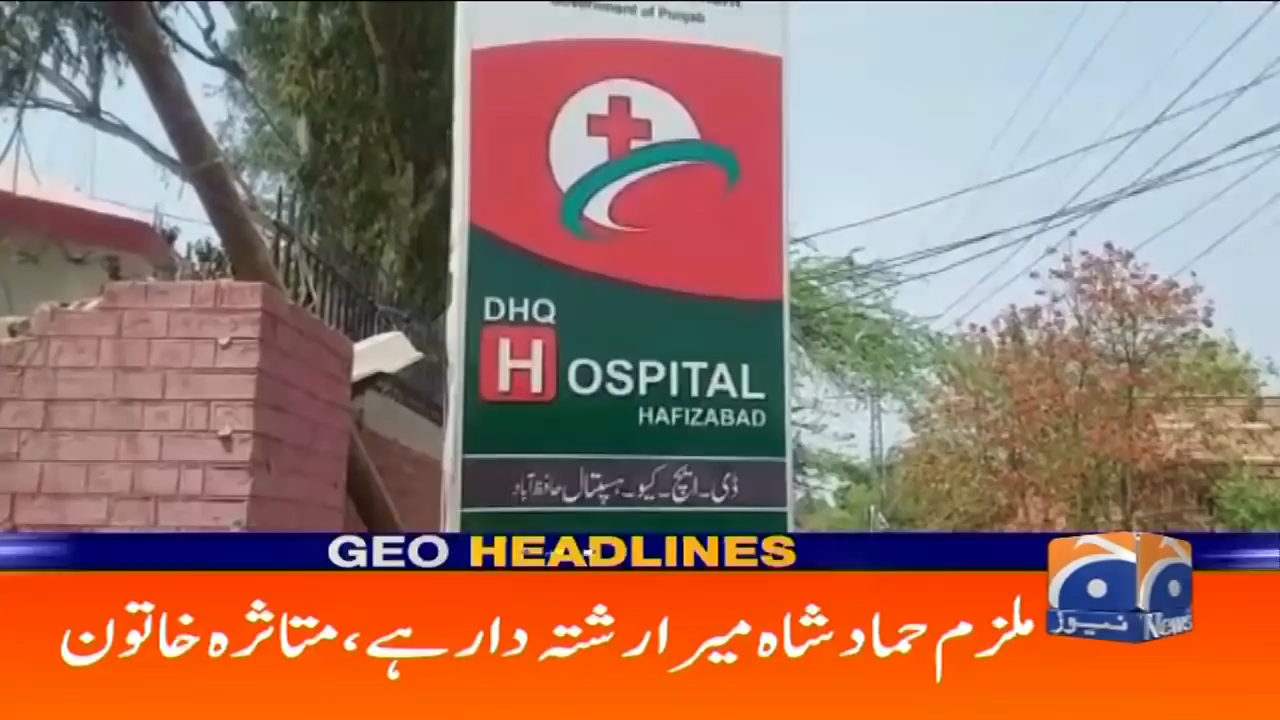 Government of Punjab
DHQ
HOSPITAL
HAFIZABAD
ڈی۔ایچ۔کیو۔ہسپتال حافظ آباد
GEO HEADLINES
ملزم حماد شاہ میرا رشتہ دار ہے، متاثرہ خاتون
نیوز News